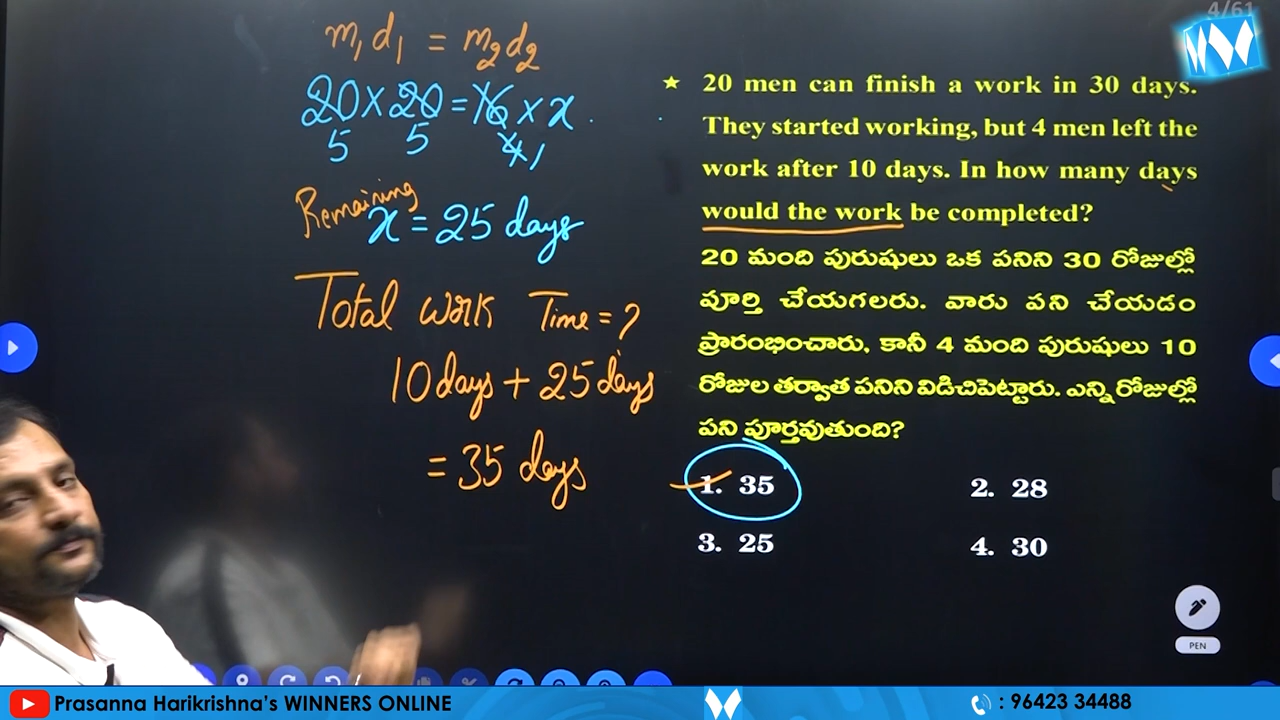 4/61
m₁d₁ = m₂d₂
20 × 20 = 16 × x
5 5 4 1
Remaining
x = 25 days
Total work Time = ?
10 days + 25 days
= 35 days
★ 20 men can finish a work in 30 days.
They started working, but 4 men left the
work after 10 days. In how many days
would the work be completed?
20 మంది పురుషులు ఒక పనిని 30 రోజుల్లో
పూర్తి చేయగలరు. వారు పని చేయడం
ప్రారంభించారు, కానీ 4 మంది పురుషులు 10
రోజుల తర్వాత పనిని విడిచిపెట్టారు. ఎన్ని రోజుల్లో
పని పూర్తవుతుంది?
1. 35 2. 28
3. 25 4. 30
PEN
Prasanna Harikrishna's WINNERS ONLINE
: 96423 34488